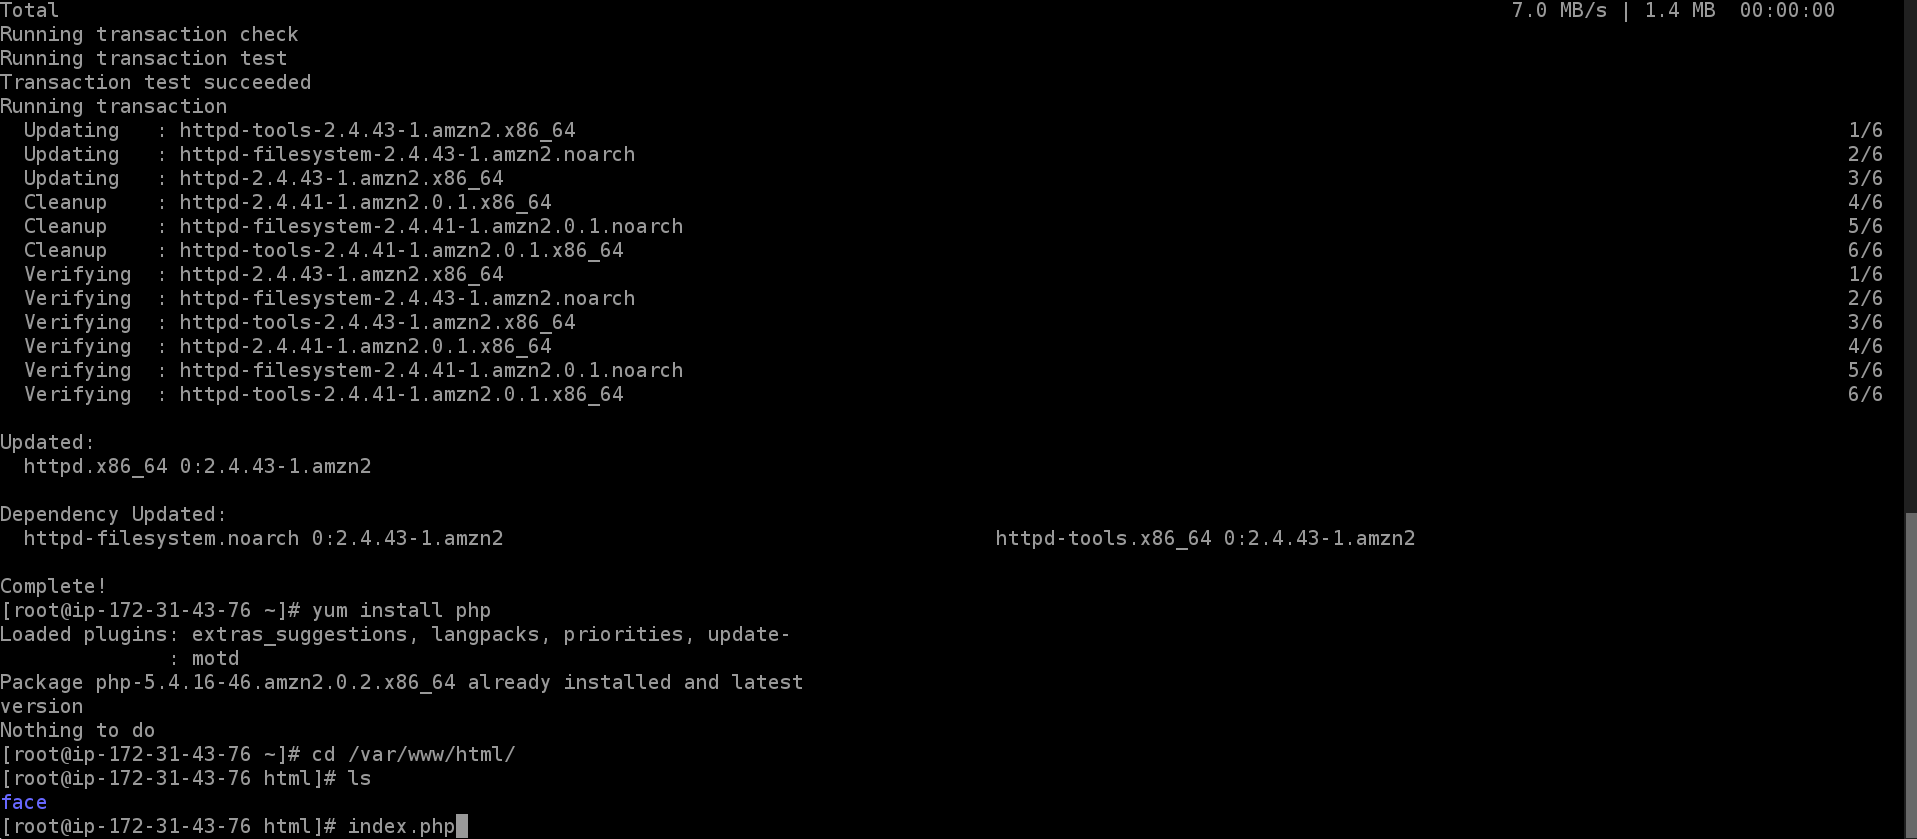 Total 7.0 MB/s | 1.4 MB 00:00:00
Running transaction check
Running transaction test
Transaction test succeeded
Running transaction
  Updating   : httpd-tools-2.4.43-1.amzn2.x86_64 1/6
  Updating   : httpd-filesystem-2.4.43-1.amzn2.noarch 2/6
  Updating   : httpd-2.4.43-1.amzn2.x86_64 3/6
  Cleanup    : httpd-2.4.41-1.amzn2.0.1.x86_64 4/6
  Cleanup    : httpd-filesystem-2.4.41-1.amzn2.0.1.noarch 5/6
  Cleanup    : httpd-tools-2.4.41-1.amzn2.0.1.x86_64 6/6
  Verifying  : httpd-2.4.43-1.amzn2.x86_64 1/6
  Verifying  : httpd-filesystem-2.4.43-1.amzn2.noarch 2/6
  Verifying  : httpd-tools-2.4.43-1.amzn2.x86_64 3/6
  Verifying  : httpd-2.4.41-1.amzn2.0.1.x86_64 4/6
  Verifying  : httpd-filesystem-2.4.41-1.amzn2.0.1.noarch 5/6
  Verifying  : httpd-tools-2.4.41-1.amzn2.0.1.x86_64 6/6
Updated:
  httpd.x86_64 0:2.4.43-1.amzn2
Dependency Updated:
  httpd-filesystem.noarch 0:2.4.43-1.amzn2 httpd-tools.x86_64 0:2.4.43-1.amzn2
Complete!
[root@ip-172-31-43-76 ~]# yum install php
Loaded plugins: extras_suggestions, langpacks, priorities, update-
              : motd
Package php-5.4.16-46.amzn2.0.2.x86_64 already installed and latest
version
Nothing to do
[root@ip-172-31-43-76 ~]# cd /var/www/html/
[root@ip-172-31-43-76 html]# ls
face
[root@ip-172-31-43-76 html]# index.php